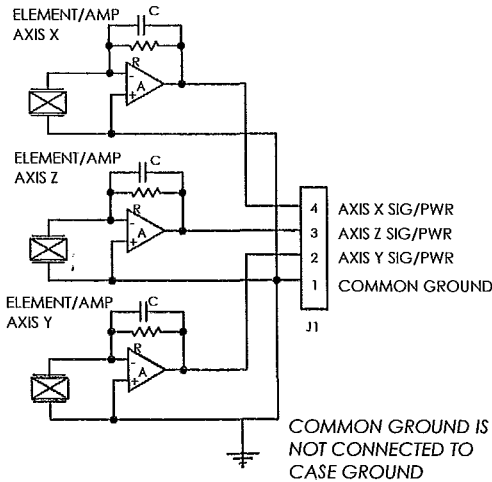 ELEMENT/AMP
AXIS X
C
R
-
A
+
ELEMENT/AMP
AXIS Z
C
R
-
A
+
4 AXIS X SIG/PWR
3 AXIS Z SIG/PWR
2 AXIS Y SIG/PWR
1 COMMON GROUND
J1
ELEMENT/AMP
AXIS Y
C
R
-
A
+
COMMON GROUND IS
NOT CONNECTED TO
CASE GROUND